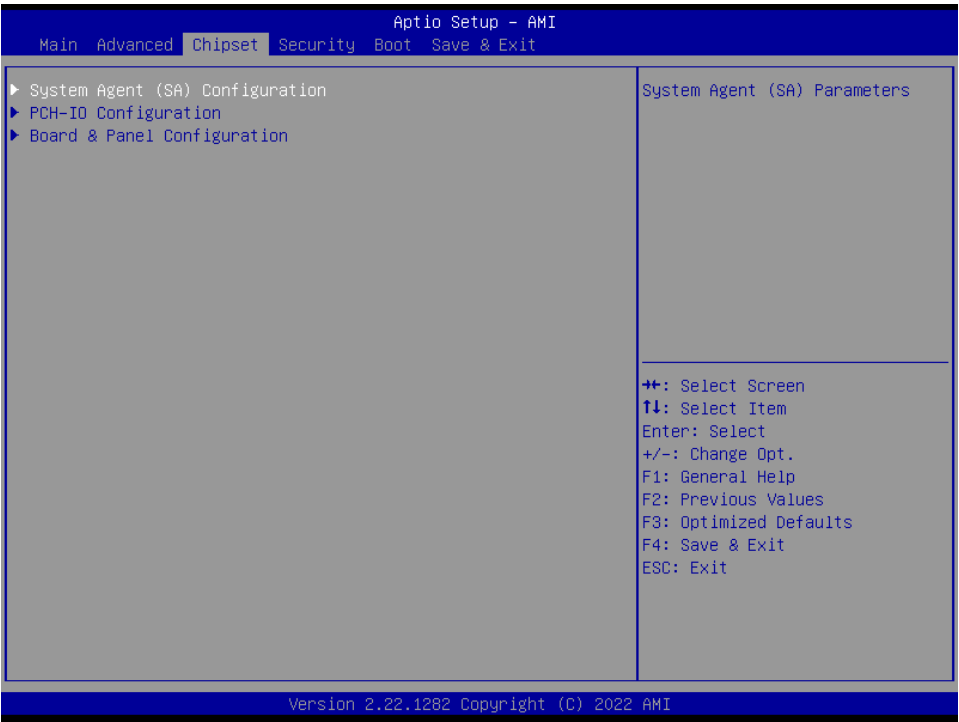 Aptio Setup – AMI
Main Advanced Chipset Security Boot Save & Exit
▶ System Agent (SA) Configuration
▶ PCH-IO Configuration
▶ Board & Panel Configuration
System Agent (SA) Parameters
→←: Select Screen
↑↓: Select Item
Enter: Select
+/-: Change Opt.
F1: General Help
F2: Previous Values
F3: Optimized Defaults
F4: Save & Exit
ESC: Exit
Version 2.22.1282 Copyright (C) 2022 AMI